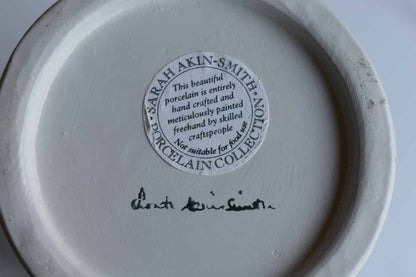 SARAH AKIN-SMITH
This beautiful
porcelain is entirely
hand crafted and
meticulously painted
freehand by skilled
craftspeople
Not suitable for food use
PORCELAIN COLLECTION